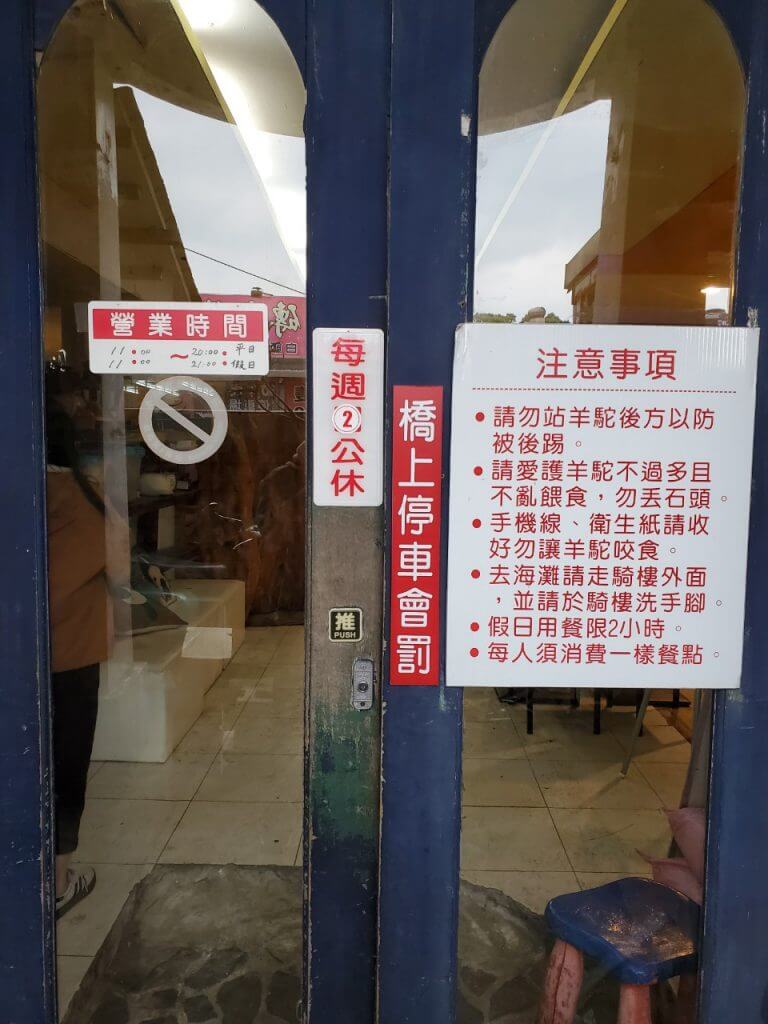 營業時間
11:00 ~ 20:00 平日
11:00 21:00 假日
每週②公休
橋上停車會罰
推
PUSH
注意事項
•請勿站羊駝後方以防
被後踢。
•請愛護羊駝不過多且
不亂餵食，勿丟石頭。
•手機線、衛生紙請收
好勿讓羊駝咬食。
•去海灘請走騎樓外面
，並請於騎樓洗手腳。
•假日用餐限2小時。
•每人須消費一樣餐點。